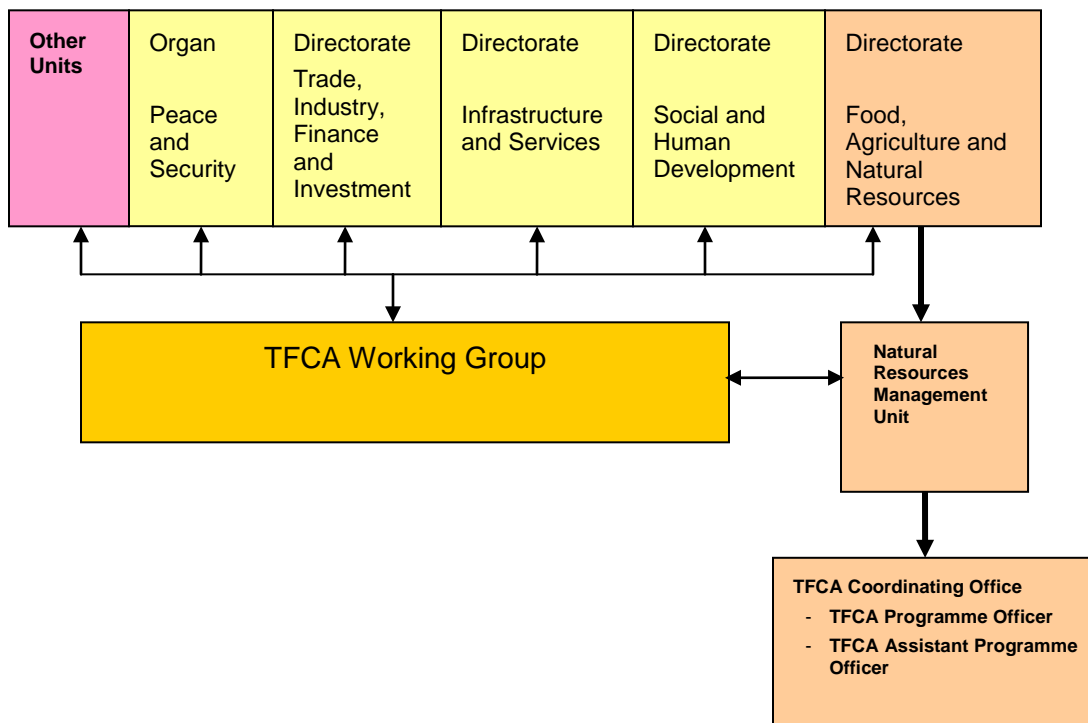 Other
Units
Organ
Peace
and
Security
Directorate
Trade,
Industry,
Finance
and
Investment
Directorate
Infrastructure
and Services
Directorate
Social and
Human
Development
Directorate
Food,
Agriculture and
Natural
Resources
TFCA Working Group
Natural
Resources
Management
Unit
TFCA Coordinating Office
- TFCA Programme Officer
- TFCA Assistant Programme
Officer